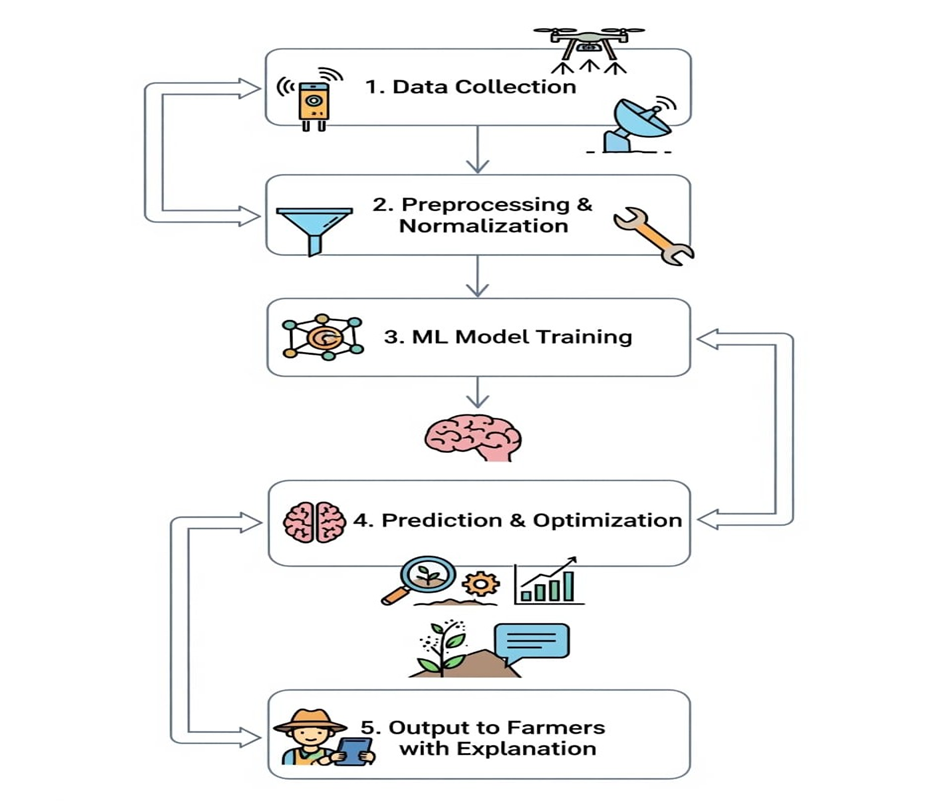 1. Data Collection
2. Preprocessing &
Normalization
3. ML Model Training
4. Prediction & Optimization
5. Output to Farmers
with Explanation